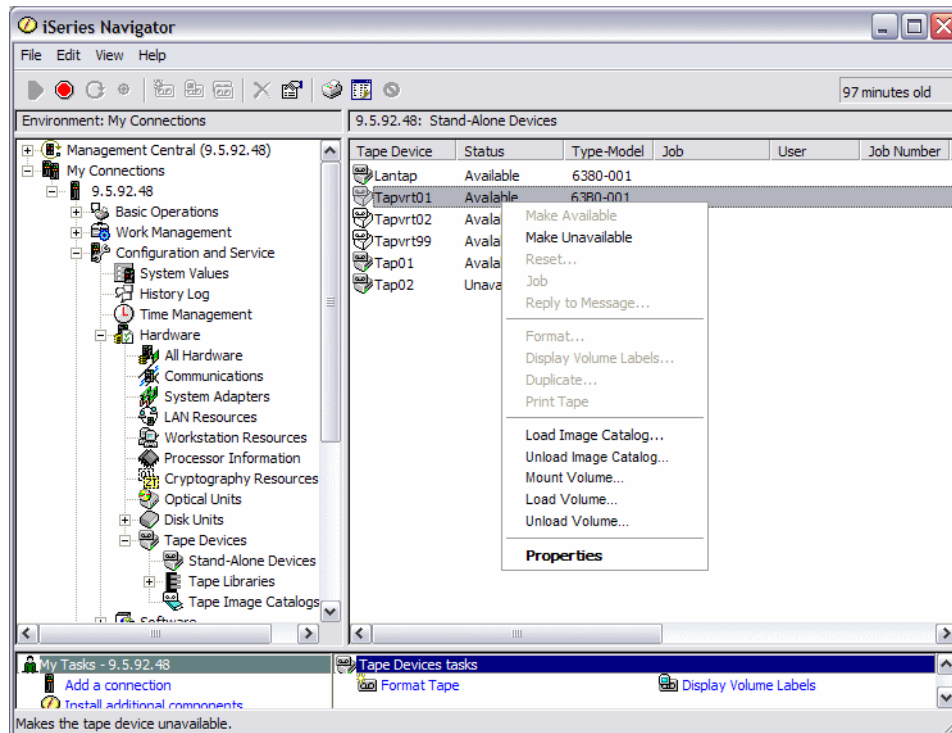 iSeries Navigator
File Edit View Help
97 minutes old
Environment: My Connections
9.5.92.48: Stand-Alone Devices
Management Central (9.5.92.48)
My Connections
9.5.92.48
Basic Operations
Work Management
Configuration and Service
System Values
History Log
Time Management
Hardware
All Hardware
Communications
System Adapters
LAN Resources
Workstation Resources
Processor Information
Cryptography Resources
Optical Units
Disk Units
Tape Devices
Stand-Alone Devices
Tape Libraries
Tape Image Catalogs
Software
Tape Device Status Type-Model Job User Job Number
Lantap Available 6380-001
Tapvrt01 Avalable 63B0-001
Tapvrt02 Avala
Tapvrt99 Avala
Tap01 Avala
Tap02 Unava
Make Available
Make Unavailable
Reset...
Job
Reply to Message...
Format...
Display Volume Labels...
Duplicate...
Print Tape
Load Image Catalog...
Unload Image Catalog...
Mount Volume...
Load Volume...
Unload Volume...
Properties
My Tasks - 9.5.92.48
Add a connection
Install additional components
Tape Devices tasks
Format Tape
Display Volume Labels
Makes the tape device unavailable.